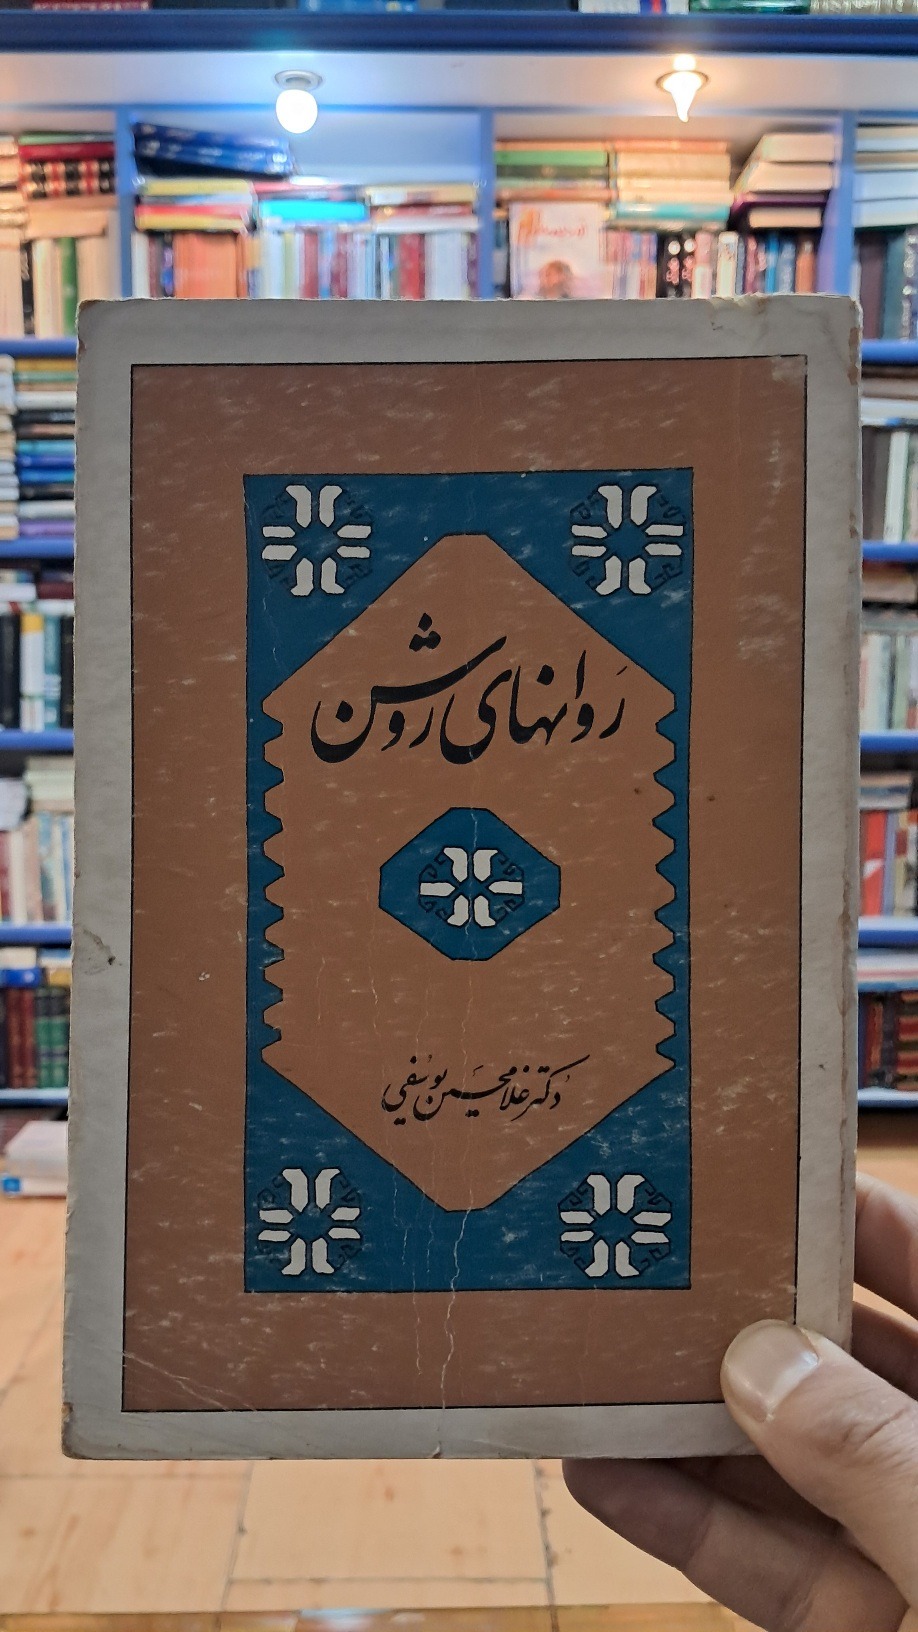 رَوانهای روشن
دکتر غلامحسین یوسفی